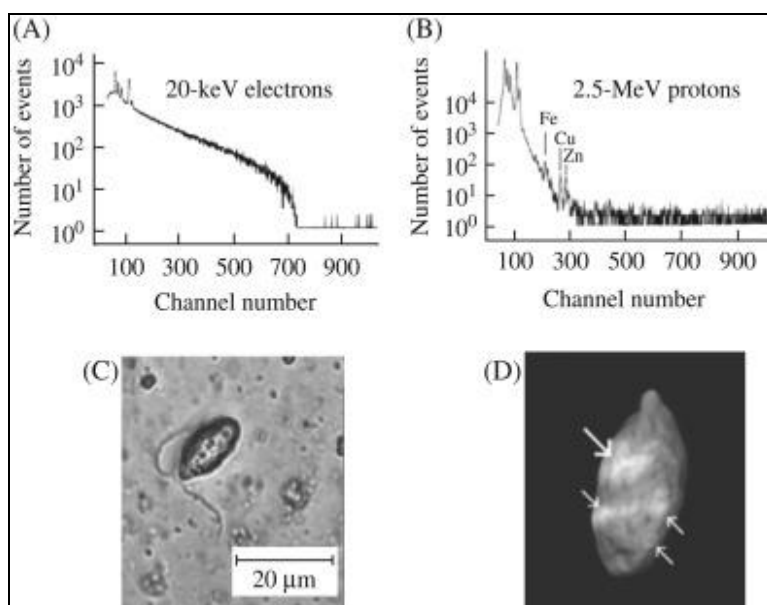 (A)
20-keV electrons
Number of events
10⁴
10³
10²
10¹
10⁰
100 300 500 700 900
Channel number
(B)
2.5-MeV protons
Number of events
10⁴
10³
10²
10¹
10⁰
Fe
Cu
Zn
100 300 500 700 900
Channel number
(C)
20 μm
(D)